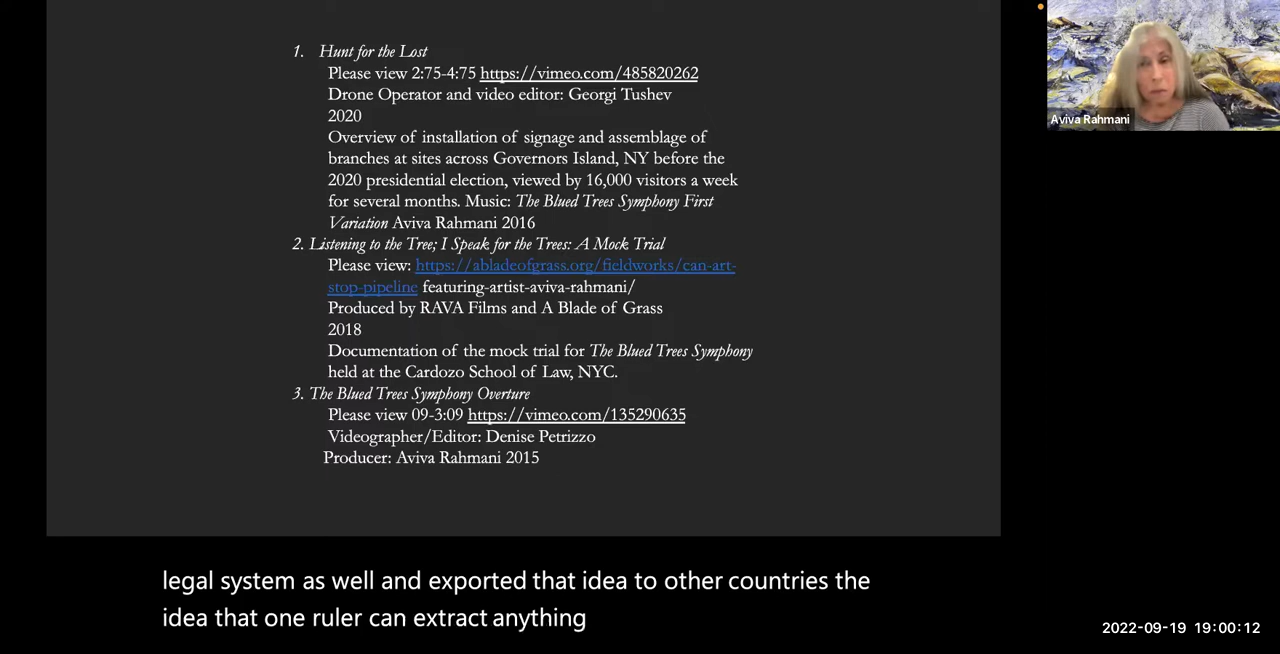 1. Hunt for the Lost
Please view 2:75-4:75 https://vimeo.com/485820262
Drone Operator and video editor: Georgi Tushev
2020
Overview of installation of signage and assemblage of
branches at sites across Governors Island, NY before the
2020 presidential election, viewed by 16,000 visitors a week
for several months. Music: The Blued Trees Symphony First
Variation Aviva Rahmani 2016
2. Listening to the Tree; I Speak for the Trees: A Mock Trial
Please view: https://abladeofgrass.org/fieldworks/can-art-
stop-pipeline featuring-artist-aviva-rahmani/
Produced by RAVA Films and A Blade of Grass
2018
Documentation of the mock trial for The Blued Trees Symphony
held at the Cardozo School of Law, NYC.
3. The Blued Trees Symphony Overture
Please view 09-3:09 https://vimeo.com/135290635
Videographer/Editor: Denise Petrizzo
Producer: Aviva Rahmani 2015
Aviva Rahmani
legal system as well and exported that idea to other countries the
idea that one ruler can extract anything
2022-09-19 19:00:12